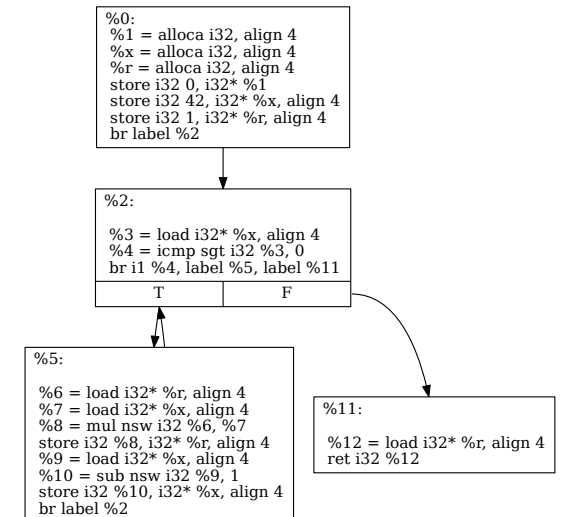 %0:
%1 = alloca i32, align 4
%x = alloca i32, align 4
%r = alloca i32, align 4
store i32 0, i32* %1
store i32 42, i32* %x, align 4
store i32 1, i32* %r, align 4
br label %2
%2:
%3 = load i32* %x, align 4
%4 = icmp sgt i32 %3, 0
br i1 %4, label %5, label %11
T F
%5:
%6 = load i32* %r, align 4
%7 = load i32* %x, align 4
%8 = mul nsw i32 %6, %7
store i32 %8, i32* %r, align 4
%9 = load i32* %x, align 4
%10 = sub nsw i32 %9, 1
store i32 %10, i32* %x, align 4
br label %2
%11:
%12 = load i32* %r, align 4
ret i32 %12